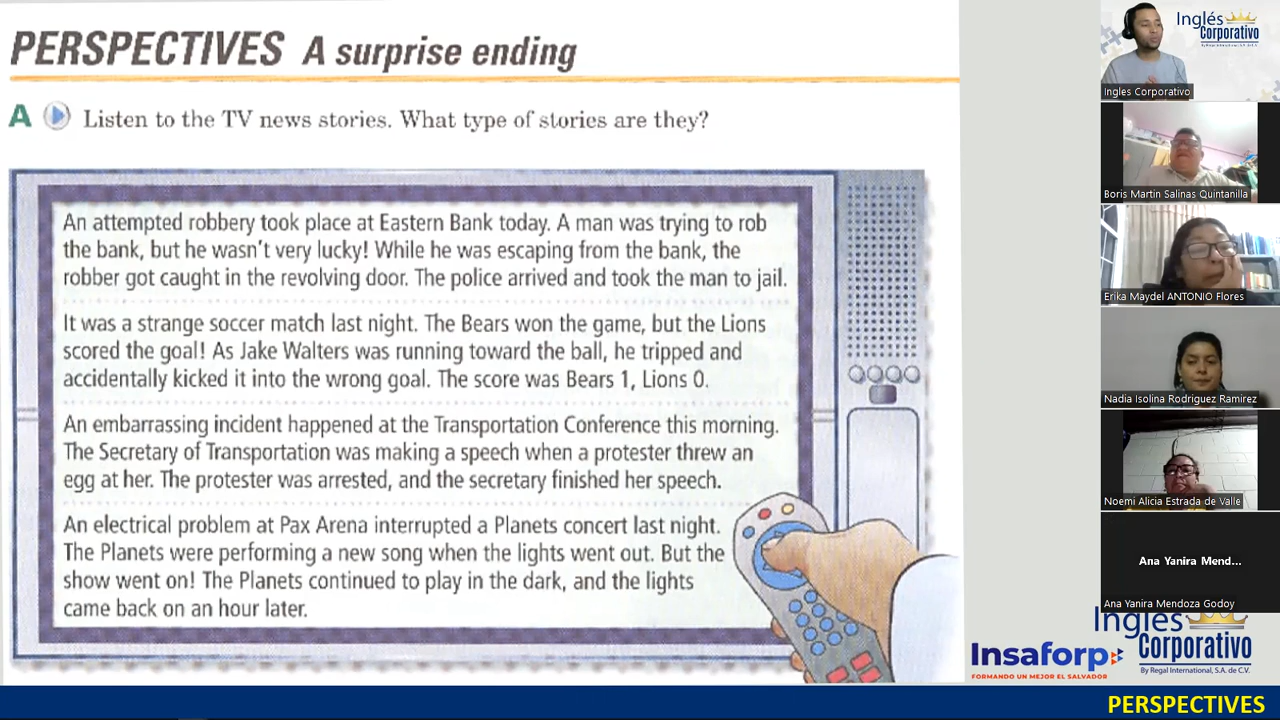 PERSPECTIVES A surprise ending
A Listen to the TV news stories. What type of stories are they?
An attempted robbery took place at Eastern Bank today. A man was trying to rob
the bank, but he wasn't very lucky! While he was escaping from the bank, the
robber got caught in the revolving door. The police arrived and took the man to jail.
It was a strange soccer match last night. The Bears won the game, but the Lions
scored the goal! As Jake Walters was running toward the ball, he tripped and
accidentally kicked it into the wrong goal. The score was Bears 1, Lions 0.
An embarrassing incident happened at the Transportation Conference this morning.
The Secretary of Transportation was making a speech when a protester threw an
egg at her. The protester was arrested, and the secretary finished her speech.
An electrical problem at Pax Arena interrupted a Planets concert last night.
The Planets were performing a new song when the lights went out. But the
show went on! The Planets continued to play in the dark, and the lights
came back on an hour later.
Inglés
Corporativo
By Regal International, S.A. de C.V.
Ingles Corporativo
Boris Martin Salinas Quintanilla
Erika Maydel ANTONIO Flores
Nadia Isolina Rodriguez Ramirez
Noemi Alicia Estrada de Valle
Ana Yanira Mend...
Ana Yanira Mendoza Godoy
Insaforp
FORMANDO UN MEJOR EL SALVADOR
Inglés
Corporativo
By Regal International, S.A. de C.V.
PERSPECTIVES